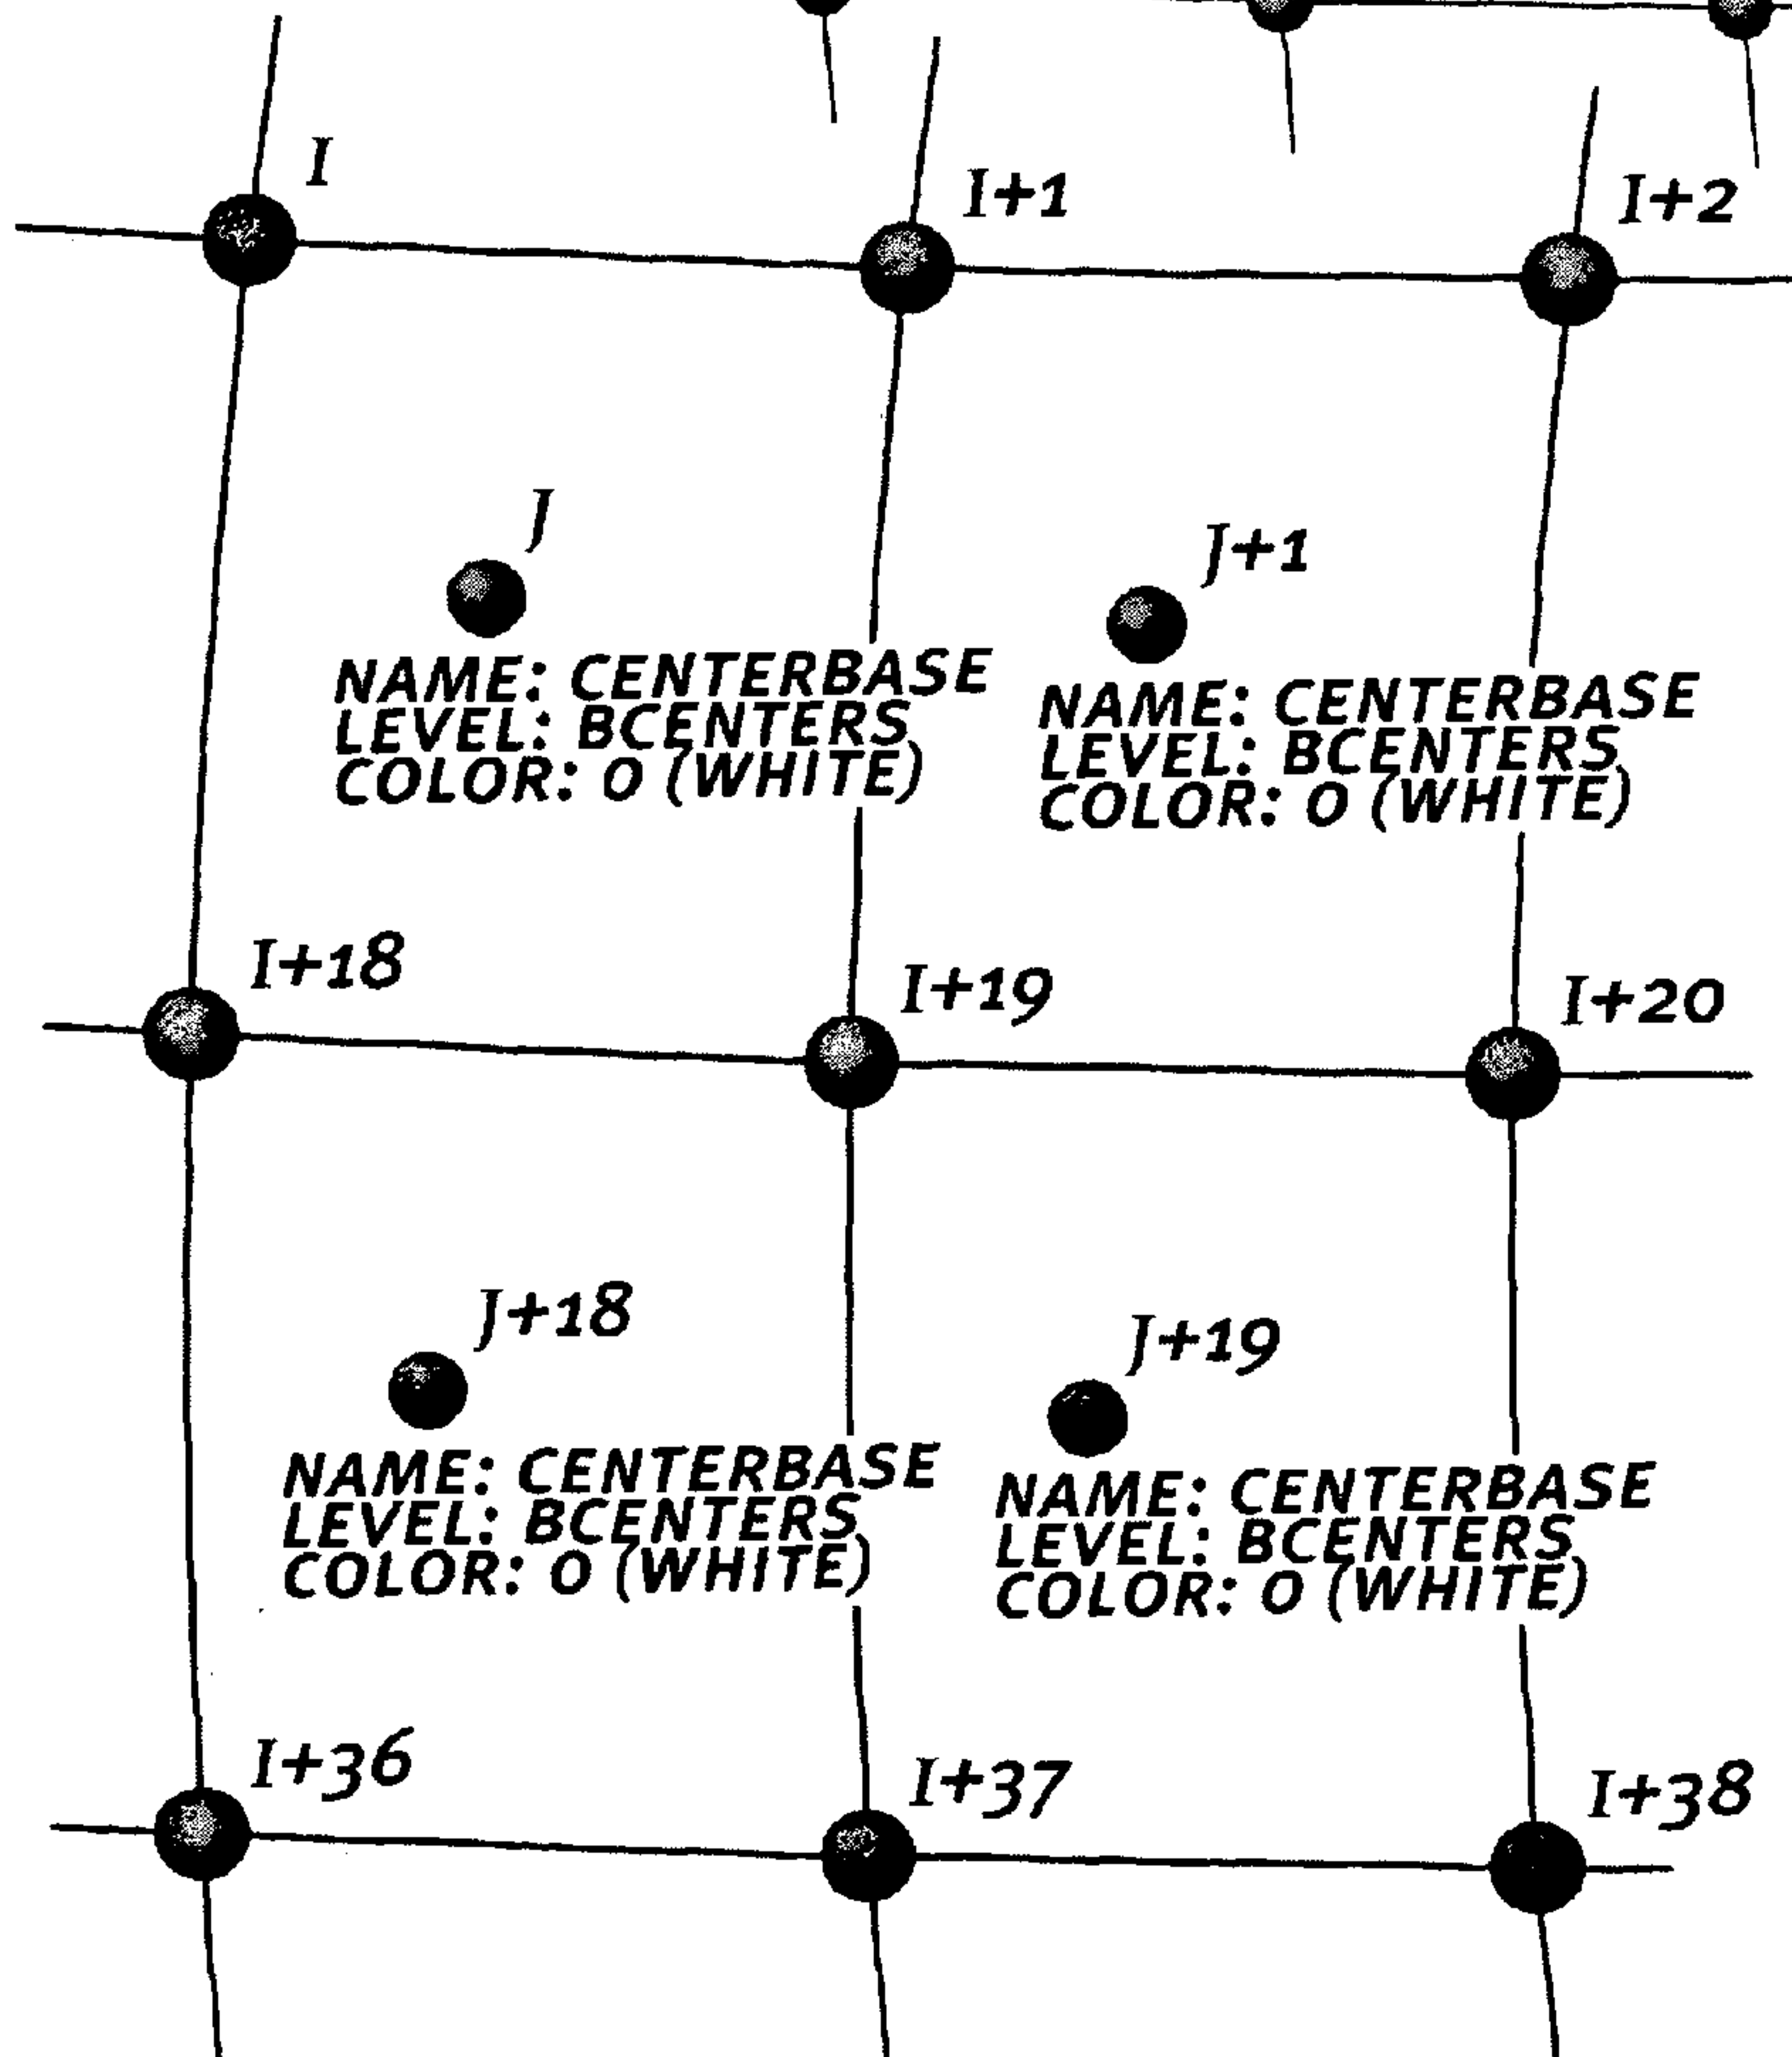 I
I+1
I+2
J
J+1
NAME: CENTERBASE
LEVEL: BCENTERS
COLOR: 0 (WHITE)
NAME: CENTERBASE
LEVEL: BCENTERS
COLOR: 0 (WHITE)
I+18
I+19
I+20
J+18
J+19
NAME: CENTERBASE
LEVEL: BCENTERS
COLOR: 0 (WHITE)
NAME: CENTERBASE
LEVEL: BCENTERS
COLOR: 0 (WHITE)
I+36
I+37
I+38